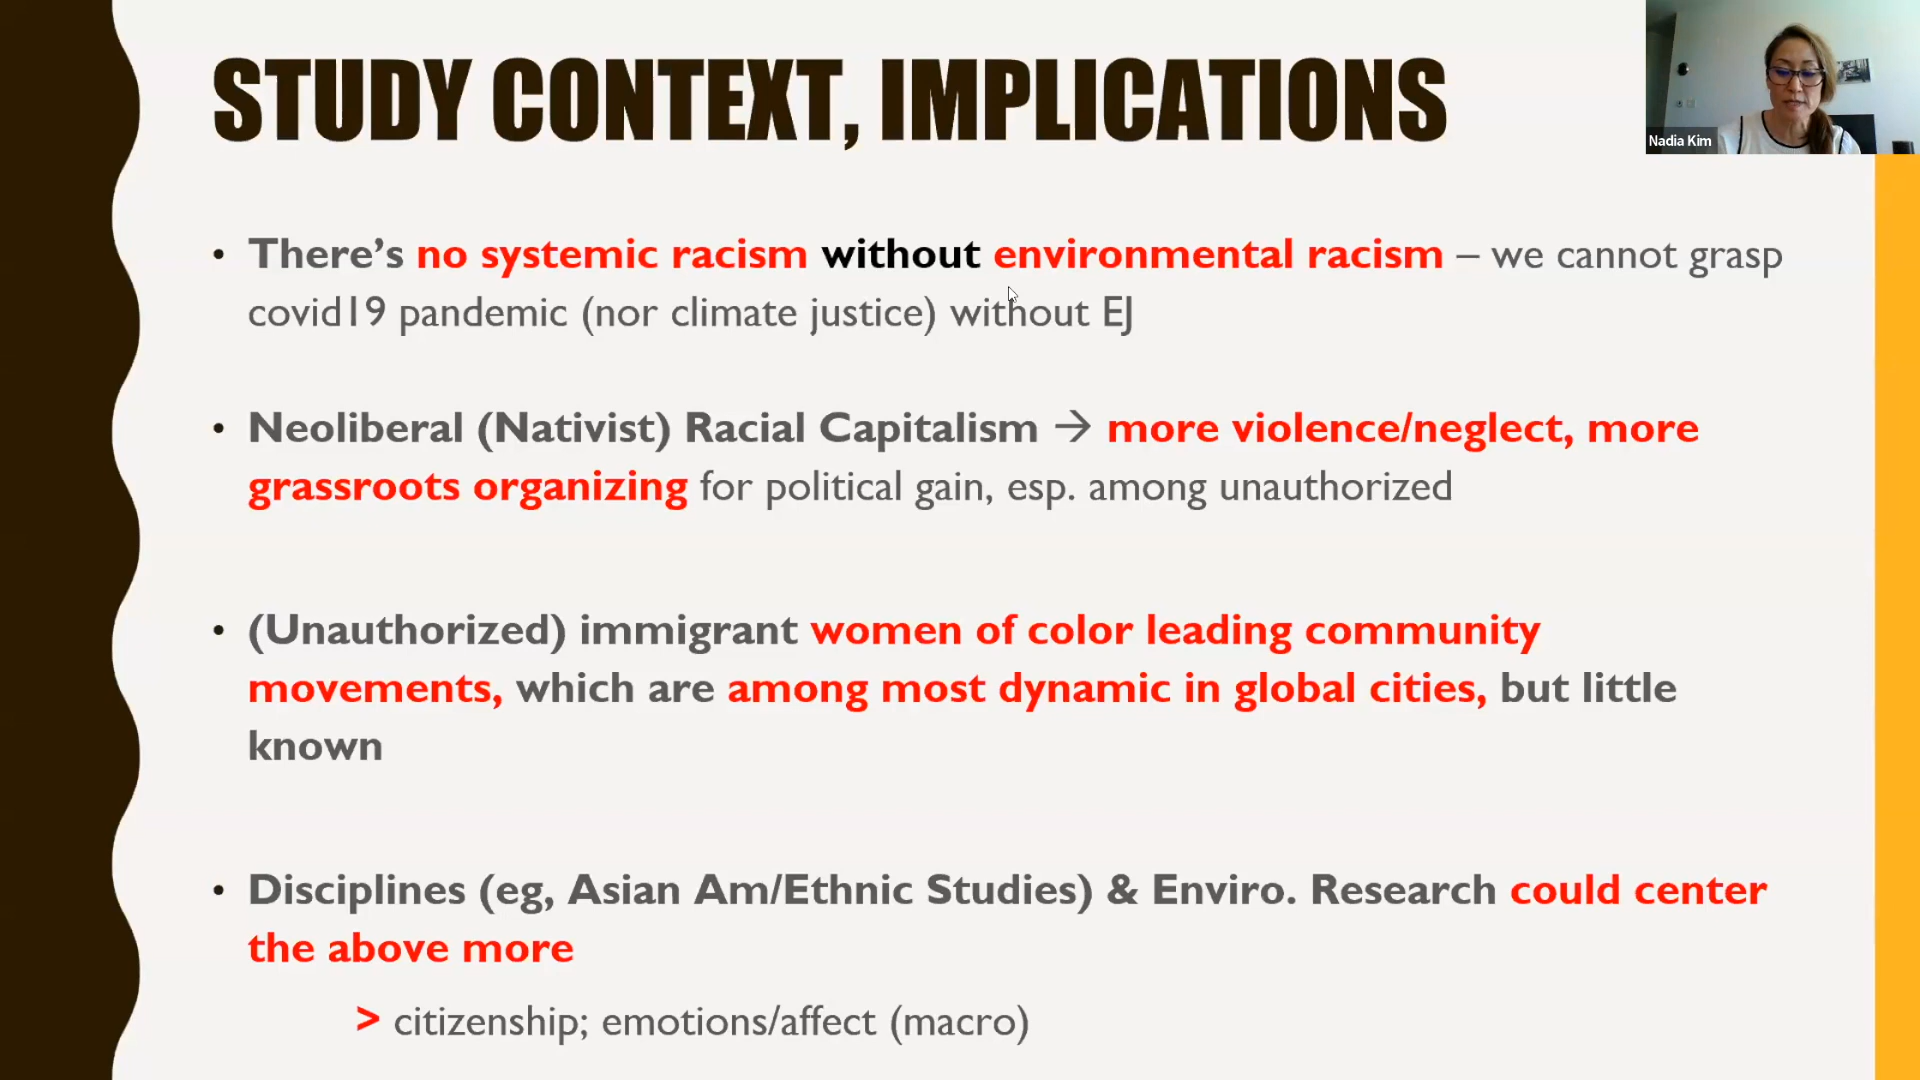 STUDY CONTEXT, IMPLICATIONS
Nadia Kim
• There's no systemic racism without environmental racism – we cannot grasp
covid19 pandemic (nor climate justice) without EJ
• Neoliberal (Nativist) Racial Capitalism → more violence/neglect, more
grassroots organizing for political gain, esp. among unauthorized
• (Unauthorized) immigrant women of color leading community
movements, which are among most dynamic in global cities, but little
known
• Disciplines (eg, Asian Am/Ethnic Studies) & Enviro. Research could center
the above more
> citizenship; emotions/affect (macro)